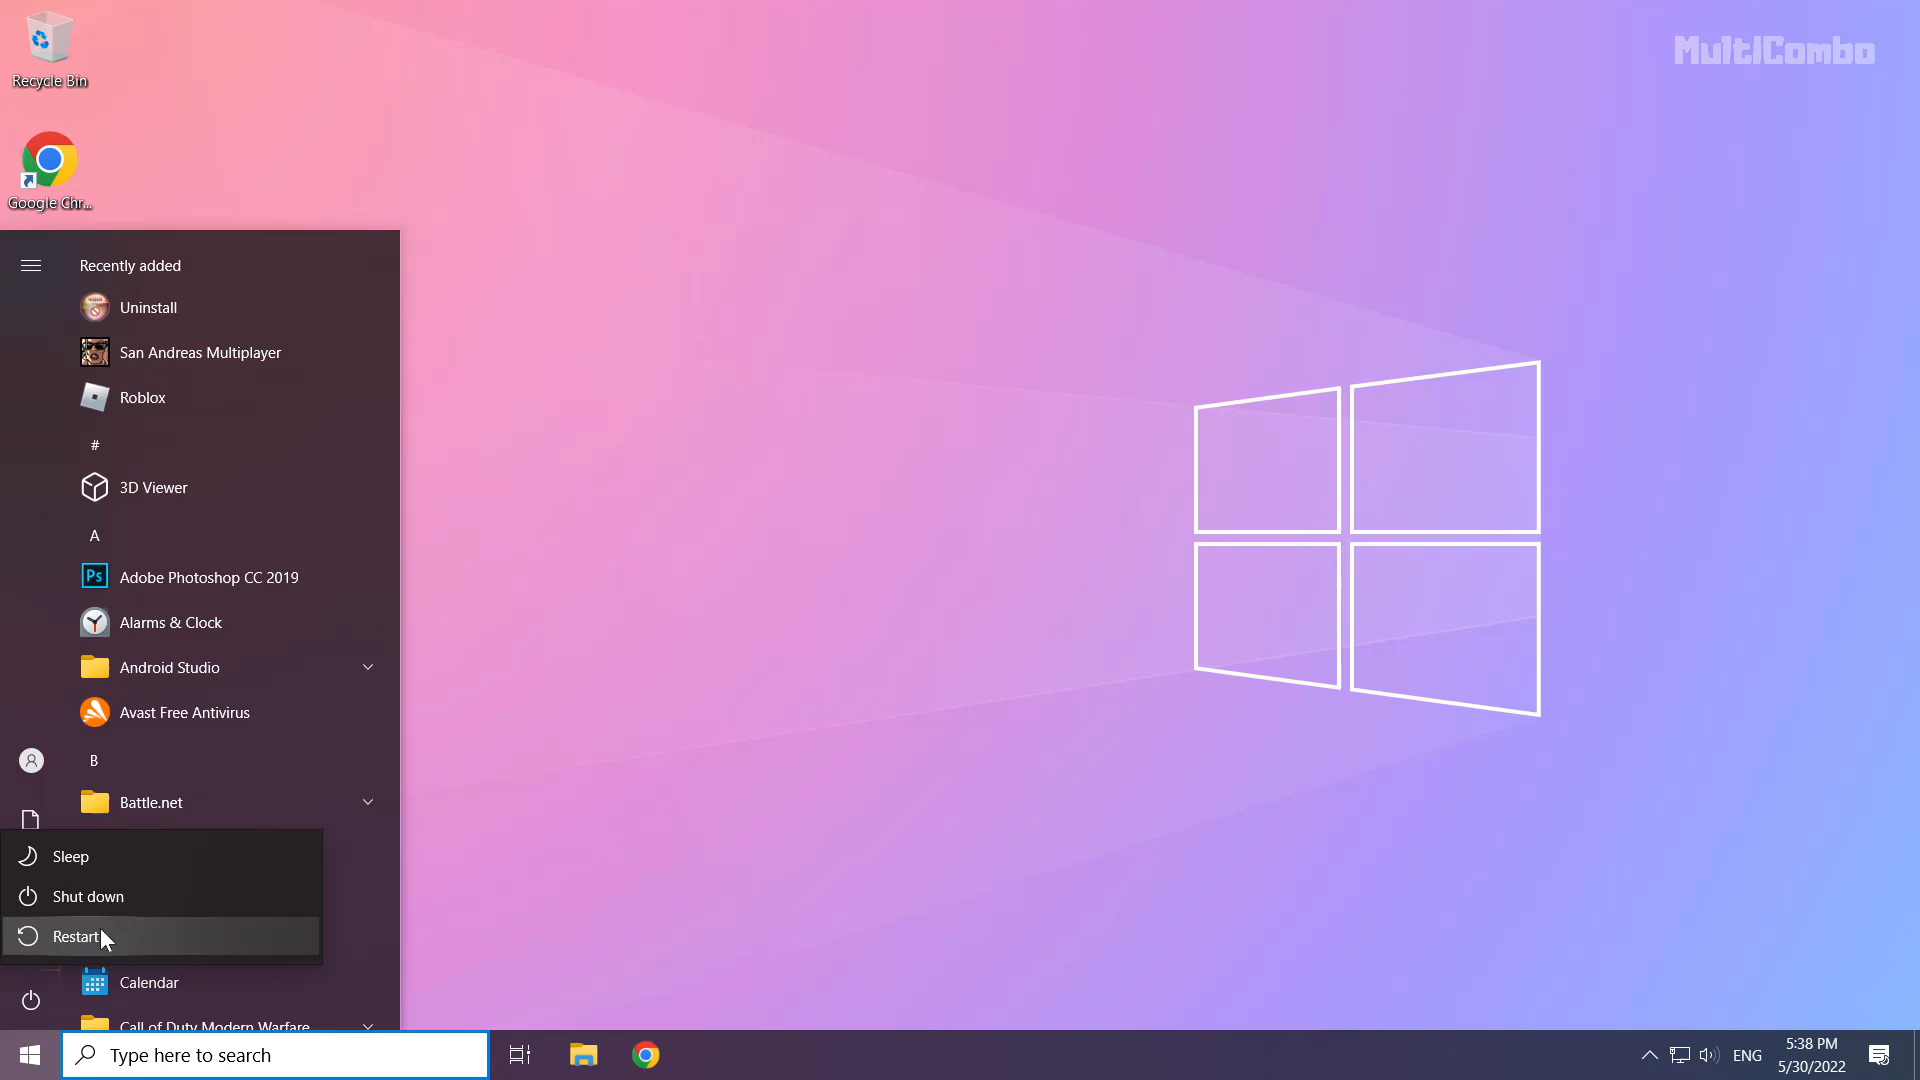 Recycle Bin
MultiCombo
Google Chr...
Recently added
Uninstall
San Andreas Multiplayer
Roblox
#
3D Viewer
A
Ps
Adobe Photoshop CC 2019
Alarms & Clock
Android Studio
Avast Free Antivirus
B
Battle.net
Sleep
Shut down
Restart
Calendar
Call of Duty Modern Warfare
Type here to search
ENG
5:38 PM
5/30/2022